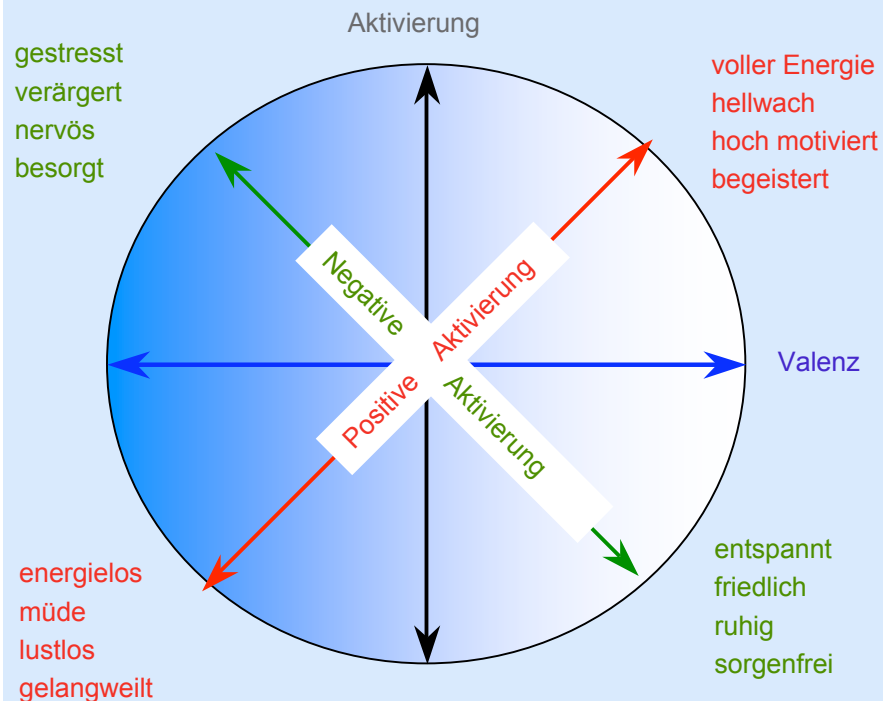 Aktivierung
gestresst
verärgert
nervös
besorgt
voller Energie
hellwach
hoch motiviert
begeistert
Negative
Aktivierung
Positive
Aktivierung
Valenz
energielos
müde
lustlos
gelangweilt
entspannt
friedlich
ruhig
sorgenfrei